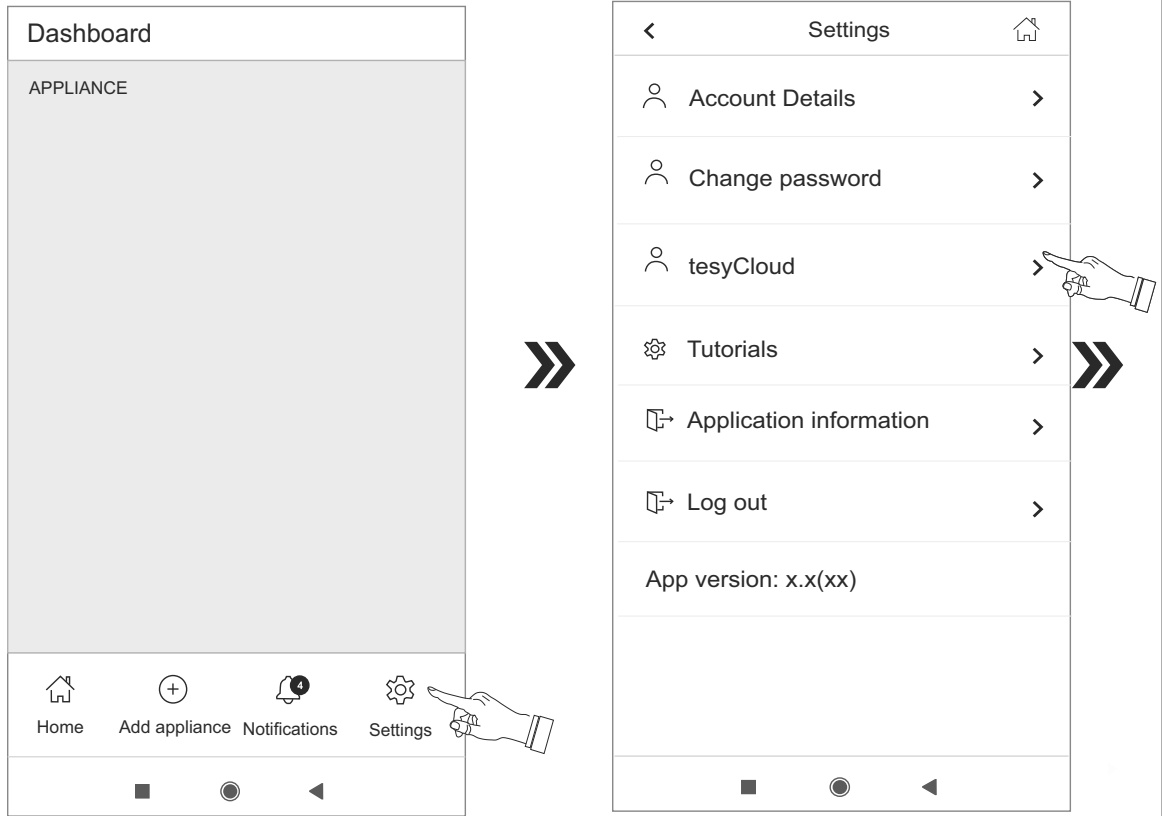 Dashboard
APPLIANCE
4
Home Add appliance Notifications Settings
Settings
Account Details
Change password
tesyCloud
Tutorials
Application information
Log out
App version: x.x(xx)